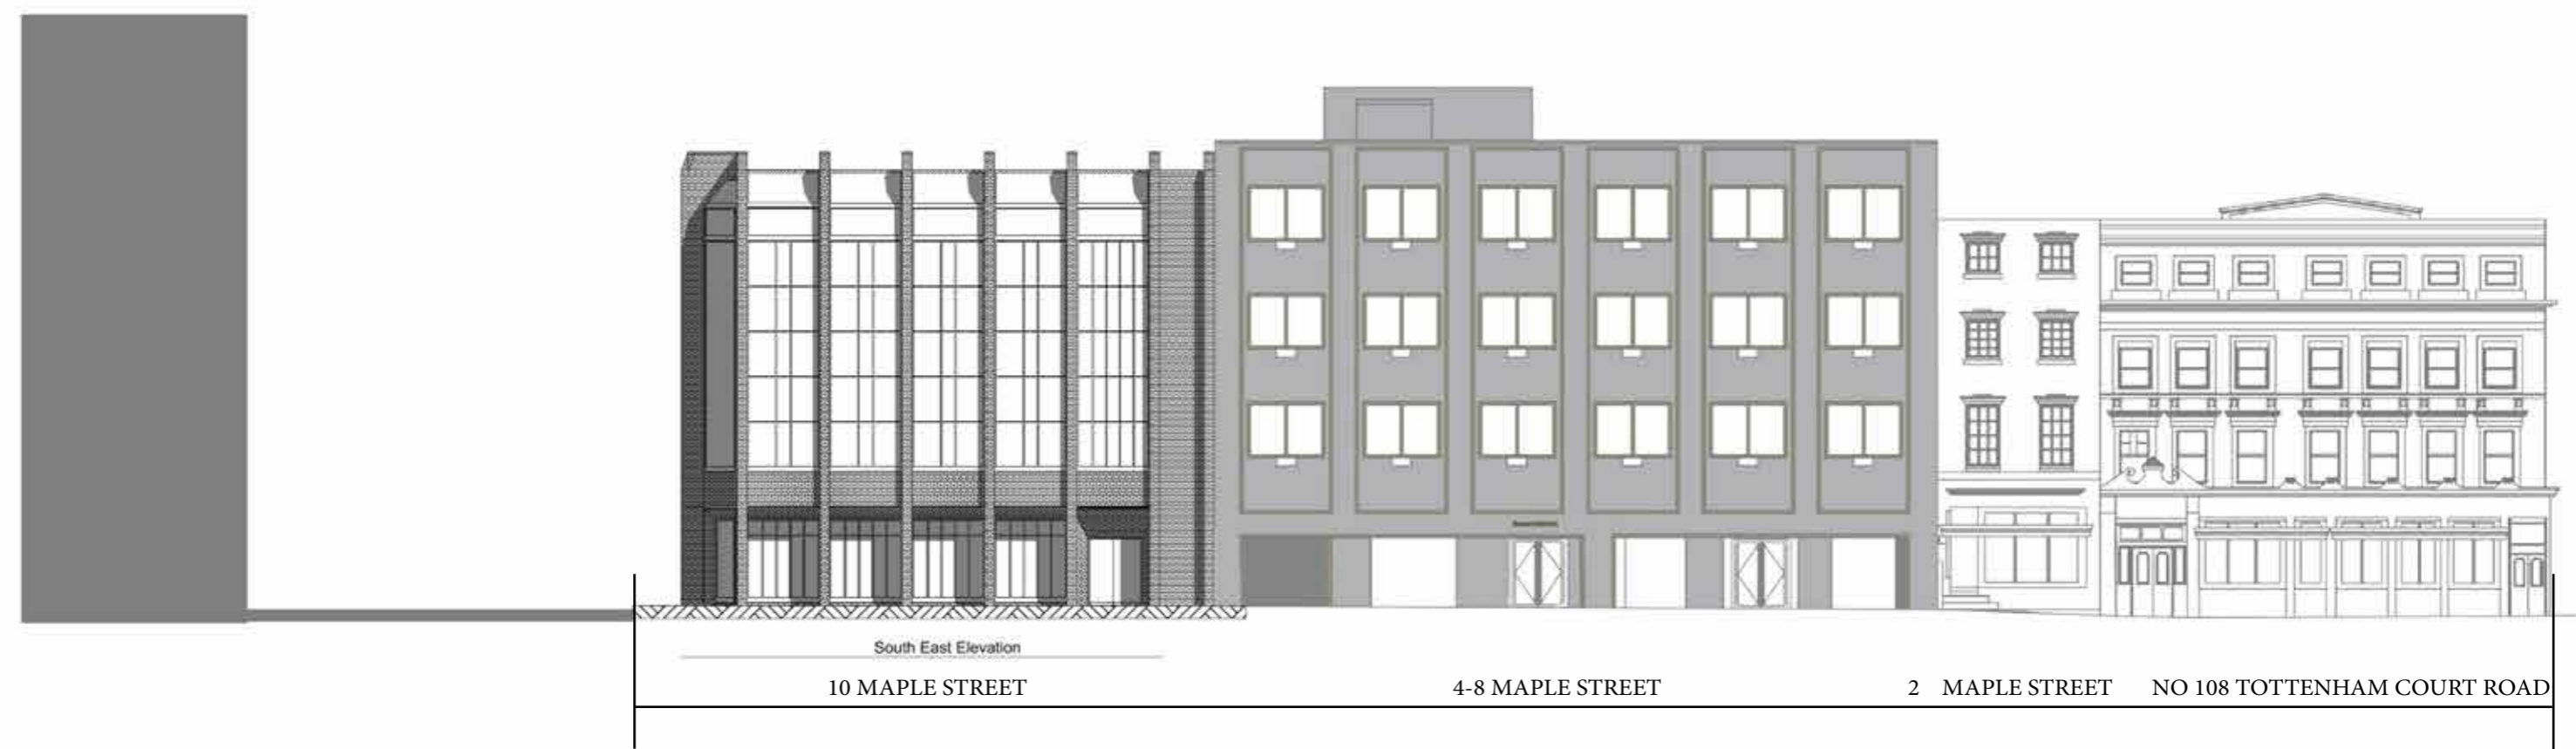 South East Elevation
10 MAPLE STREET
4-8 MAPLE STREET
2 MAPLE STREET
NO 108 TOTTENHAM COURT ROAD